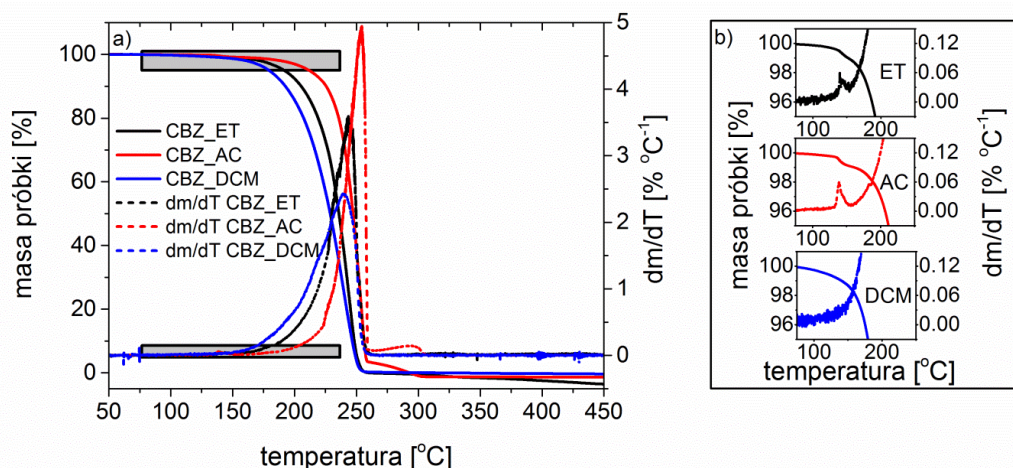 a)
masa próbki [%]
100
80
60
40
20
0
CBZ_ET
CBZ_AC
CBZ_DCM
dm/dT CBZ_ET
dm/dT CBZ_AC
dm/dT CBZ_DCM
5
4
3
2
1
0
dm/dT [% °C⁻¹]
50 100 150 200 250 300 350 400 450
temperatura [°C]
b)
masa próbki [%]
100
98
96
ET
0.12
0.06
0.00
100 200
100
98
96
AC
0.12
0.06
0.00
100 200
100
98
96
DCM
0.12
0.06
0.00
100 200
dm/dT [% °C⁻¹]
temperatura [°C]